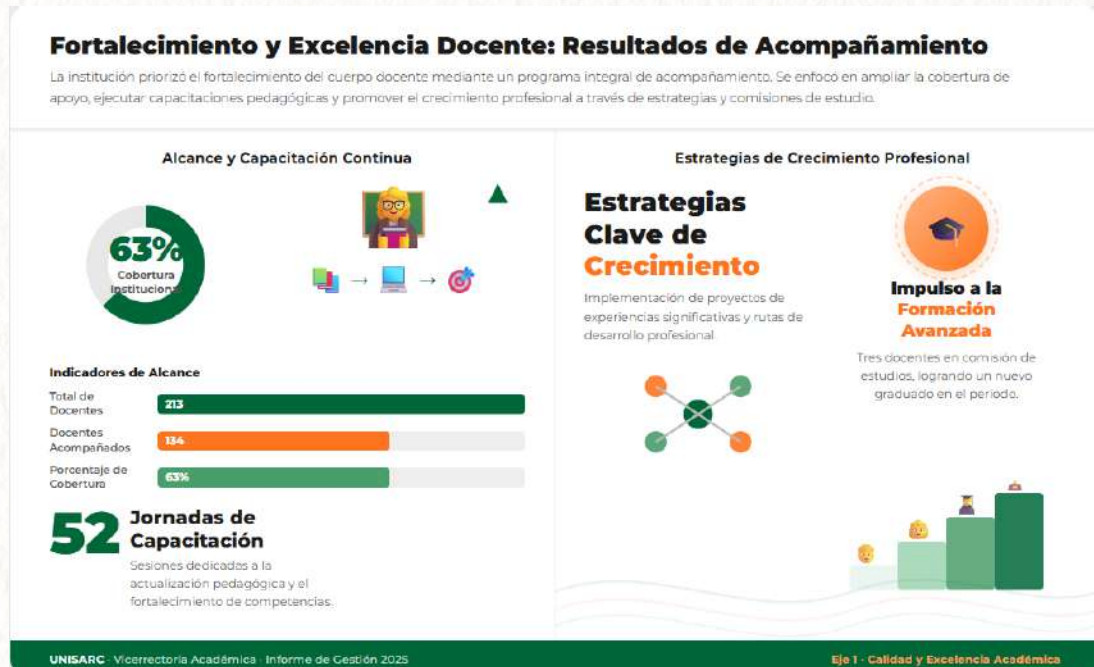 Fortalecimiento y Excelencia Docente: Resultados de Acompañamiento
La institución priorizó el fortalecimiento del cuerpo docente mediante un programa integral de acompañamiento. Se enfocó en ampliar la cobertura de
apoyo, ejecutar capacitaciones pedagógicas y promover el crecimiento profesional a través de estrategias y comisiones de estudio.
Alcance y Capacitación Continua
63%
Cobertura
Institucional
Indicadores de Alcance
Total de
Docentes
213
Docentes
Acompañados
134
Porcentaje de
Cobertura
63%
52
Jornadas de
Capacitación
Sesiones dedicadas a la
actualización pedagógica y el
fortalecimiento de competencias.
Estrategias de Crecimiento Profesional
Estrategias
Clave de
Crecimiento
Implementación de proyectos de
experiencias significativas y rutas de
desarrollo profesional
Impulso a la
Formación
Avanzada
Tres docentes en comisión de
estudios, logrando un nuevo
graduado en el periodo.
UNISARC · Vicerrectoría Académica · Informe de Gestión 2025
Eje 1 · Calidad y Excelencia Académica